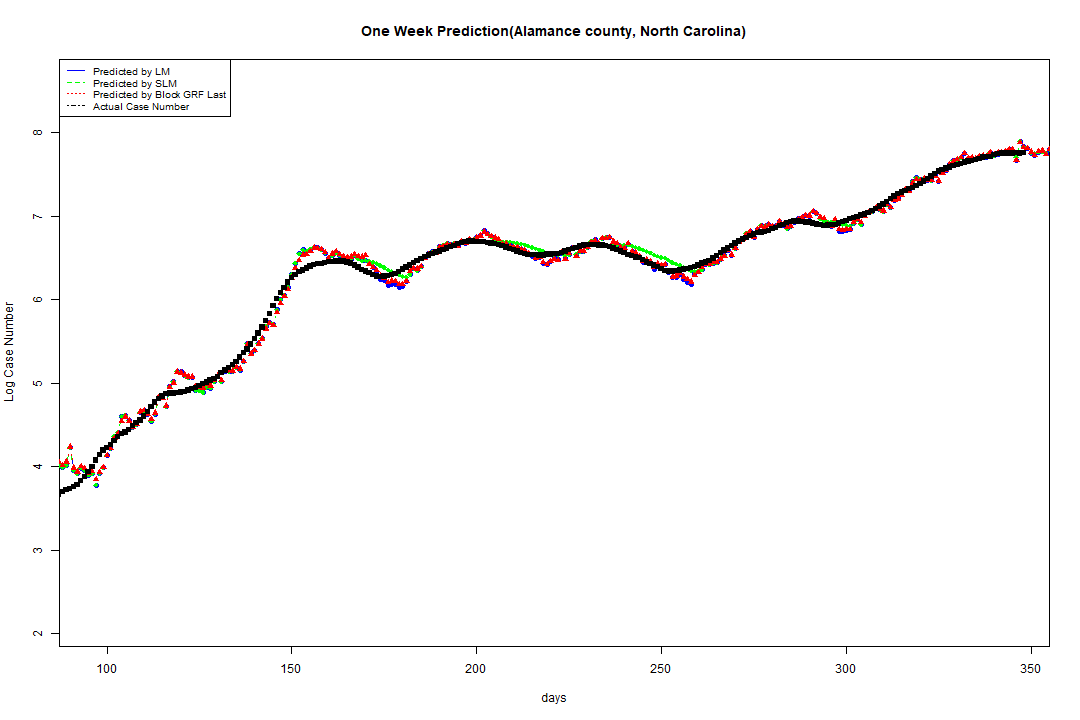 One Week Prediction(Alamance county, North Carolina)
Predicted by LM
Predicted by SLM
Predicted by Block GRF Last
Actual Case Number
8
7
6
5
4
3
2
Log Case Number
100 150 200 250 300 350
days